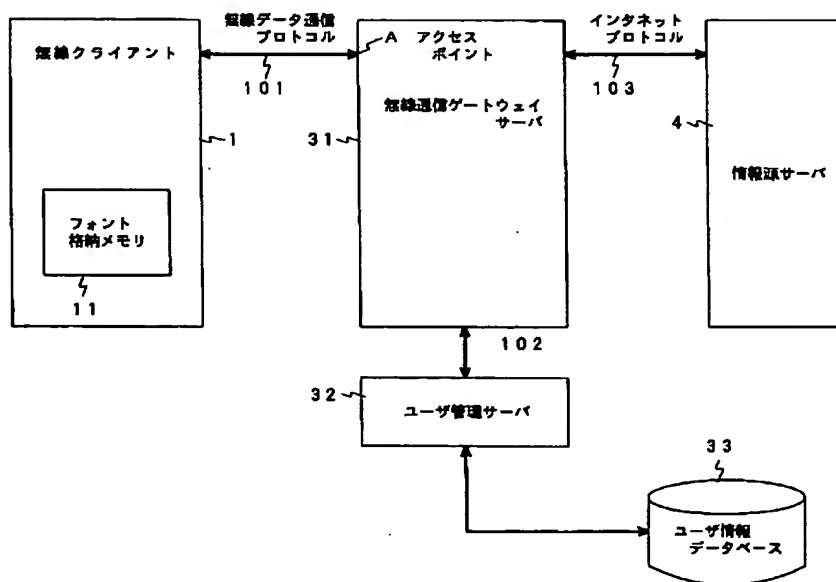 無線データ通信
プロトコル
101
無線クライアント
1
フォント
格納メモリ
11
A アクセス
ポイント
無線通信ゲートウェイ
サーバ
31
インタネット
プロトコル
103
4
情報源サーバ
102
32
ユーザ管理サーバ
33
ユーザ情報
データベース